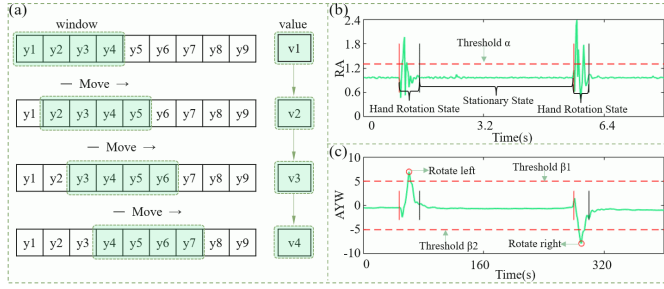 (a)
window
value
y1 y2 y3 y4 y5 y6 y7 y8 y9
v1
— Move →
y1 y2 y3 y4 y5 y6 y7 y8 y9
v2
— Move →
y1 y2 y3 y4 y5 y6 y7 y8 y9
v3
— Move →
y1 y2 y3 y4 y5 y6 y7 y8 y9
v4
(b)
2.4
1.8
1.2
0.6
RA
Threshold α
Stationary State
Hand Rotation State
Hand Rotation State
0 3.2 6.4
Time(s)
(c)
10
5
0
-5
-10
AYW
Rotate left
Threshold β1
Threshold β2
Rotate right
0 160 320
Time(s)